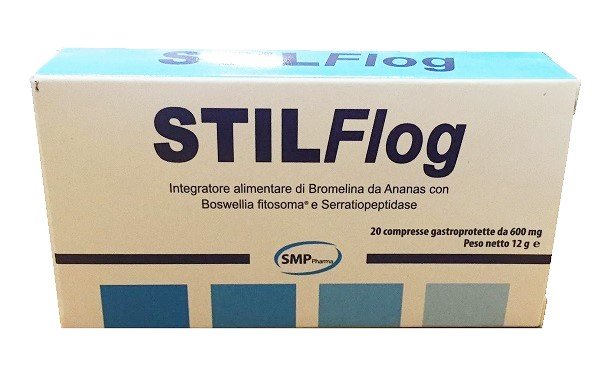 STILFlog
STILFlog
Integratore alimentare di Bromelina da Ananas con
Boswellia fitosoma® e Serratiopeptidase
20 compresse gastroprotette da 600 mg
Peso netto 12 g ℮
SMP Pharma